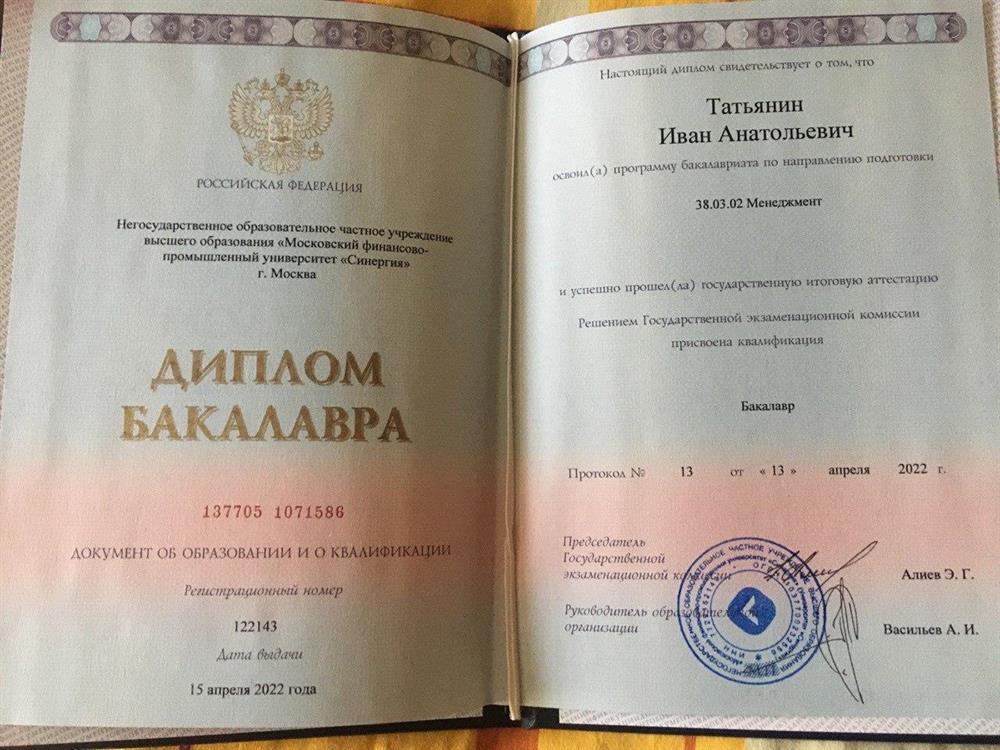 РОССИЙСКАЯ ФЕДЕРАЦИЯ
Негосударственное образовательное частное учреждение
высшего образования «Московский финансово-
промышленный университет «Синергия»
г. Москва
ДИПЛОМ
БАКАЛАВРА
137705 1071586
ДОКУМЕНТ ОБ ОБРАЗОВАНИИ И О КВАЛИФИКАЦИИ
Регистрационный номер
122143
Дата выдачи
15 апреля 2022 года
Настоящий диплом свидетельствует о том, что
Татьянин
Иван Анатольевич
освоил(а) программу бакалавриата по направлению подготовки
38.03.02 Менеджмент
и успешно прошел(ла) государственную итоговую аттестацию
Решением Государственной экзаменационной комиссии
присвоена квалификация
Бакалавр
Протокол № 13 от « 13 » апреля 2022 г.
Председатель
Государственной
экзаменационной комиссии
Алиев Э. Г.
Руководитель образовательной
организации
Васильев А. И.